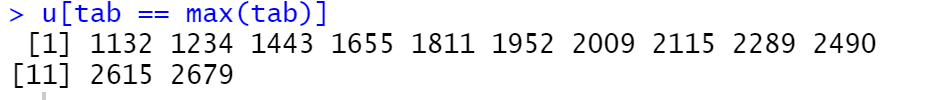 > u[tab == max(tab)]
[1] 1132 1234 1443 1655 1811 1952 2009 2115 2289 2490
[11] 2615 2679